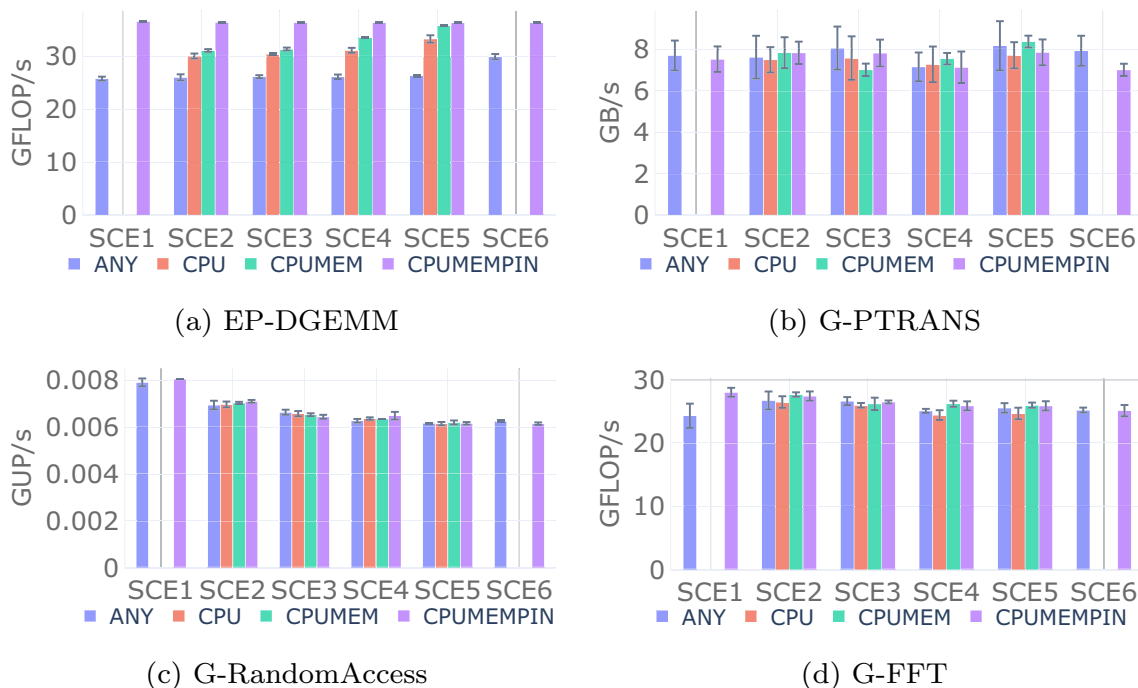 GFLOP/s
30
20
10
0
SCE1 SCE2 SCE3 SCE4 SCE5 SCE6
ANY CPU CPUMEM CPUMEMPIN
(a) EP-DGEMM
GB/s
8
6
4
2
0
SCE1 SCE2 SCE3 SCE4 SCE5 SCE6
ANY CPU CPUMEM CPUMEMPIN
(b) G-PTRANS
GUP/s
0.008
0.006
0.004
0.002
0
SCE1 SCE2 SCE3 SCE4 SCE5 SCE6
ANY CPU CPUMEM CPUMEMPIN
(c) G-RandomAccess
GFLOP/s
30
20
10
0
SCE1 SCE2 SCE3 SCE4 SCE5 SCE6
ANY CPU CPUMEM CPUMEMPIN
(d) G-FFT